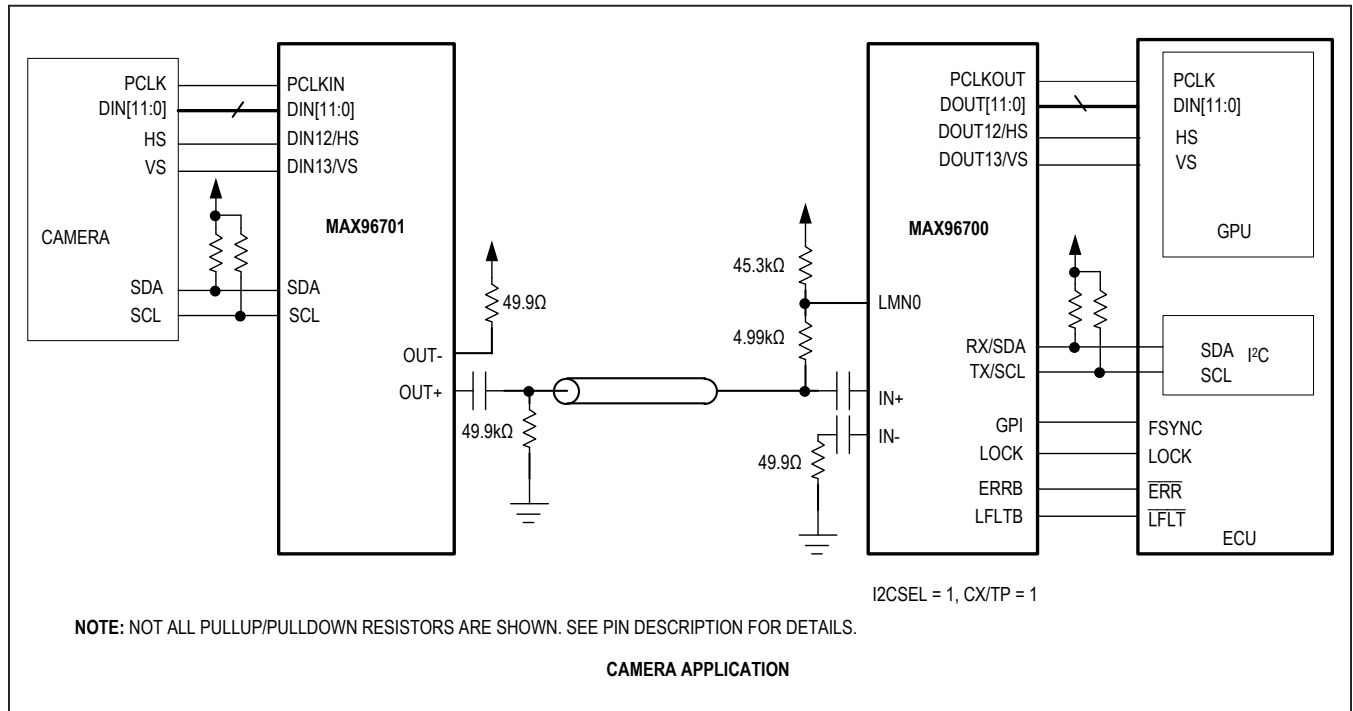 CAMERA
PCLK
DIN[11:0]
HS
VS
SDA
SCL
PCLKIN
DIN[11:0]
DIN12/HS
DIN13/VS
MAX96701
SDA
SCL
OUT-
OUT+
49.9Ω
49.9kΩ
45.3kΩ
4.99kΩ
49.9Ω
LMN0
IN+
IN-
MAX96700
PCLKOUT
DOUT[11:0]
DOUT12/HS
DOUT13/VS
RX/SDA
TX/SCL
GPI
LOCK
ERRB
LFLTB
PCLK
DIN[11:0]
HS
VS
GPU
SDA I²C
SCL
FSYNC
LOCK
ERR
LFLT
ECU
I2CSEL = 1, CX/TP = 1
NOTE: NOT ALL PULLUP/PULLDOWN RESISTORS ARE SHOWN. SEE PIN DESCRIPTION FOR DETAILS.
CAMERA APPLICATION